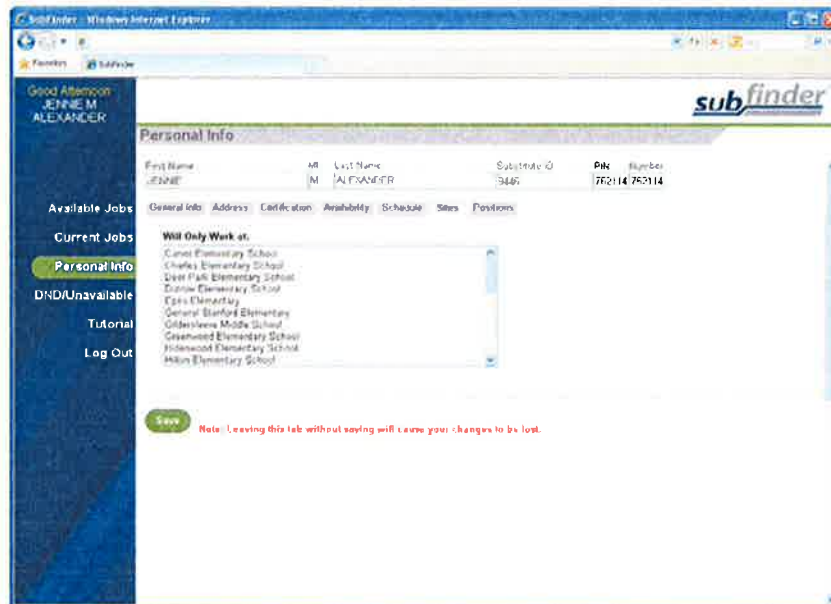 SubFinder - Windows Internet Explorer
Favorites SubFinder
Good Afternoon
JENNIE M
ALEXANDER
subfinder
Personal Info
First Name MI Last Name Substitute ID PIN Number
JENNIE M ALEXANDER 9446 762114 762114
Available Jobs
General Info Address Certification Availability Schedule Sites Positions
Current Jobs
Will Only Work at:
Personal Info
Carver Elementary School
Charles Elementary School
Deer Park Elementary School
Dutrow Elementary School
Epes Elementary
General Stanford Elementary
Gildersleeve Middle School
Greenwood Elementary School
Hidenwood Elementary School
Hilton Elementary School
DND/Unavailable
Tutorial
Log Out
Save
Note: Leaving this tab without saving will cause your changes to be lost.